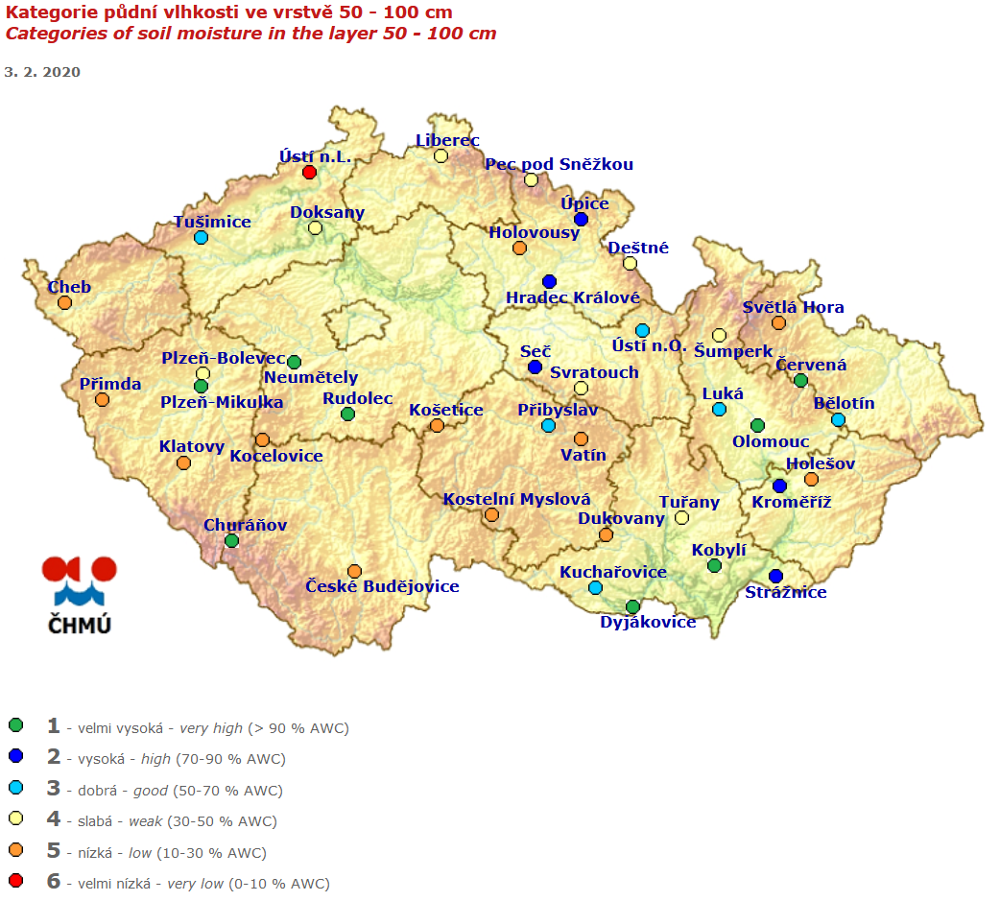 Kategorie půdní vlhkosti ve vrstvě 50 - 100 cm
Categories of soil moisture in the layer 50 - 100 cm
3. 2. 2020
Liberec
Ústí n.L.
Pec pod Sněžkou
Úpice
Doksany
Tušimice
Holovousy
Deštné
Cheb
Hradec Králové
Světlá Hora
Ústí n.O.
Seč
Šumperk
Plzeň-Bolevec
Červená
Svratouch
Neumětely
Přimda
Luká
Rudolec
Plzeň-Mikulka
Bělotín
Košetice
Přibyslav
Olomouc
Klatovy
Kocelovice
Vatín
Holešov
Kostelní Myslová
Tuřany
Kroměříž
Dukovany
Churáňov
Kobylí
Kuchařovice
České Budějovice
Strážnice
Dyjákovice
ČHMÚ
1 - velmi vysoká - very high (> 90 % AWC)
2 - vysoká - high (70-90 % AWC)
3 - dobrá - good (50-70 % AWC)
4 - slabá - weak (30-50 % AWC)
5 - nízká - low (10-30 % AWC)
6 - velmi nízká - very low (0-10 % AWC)